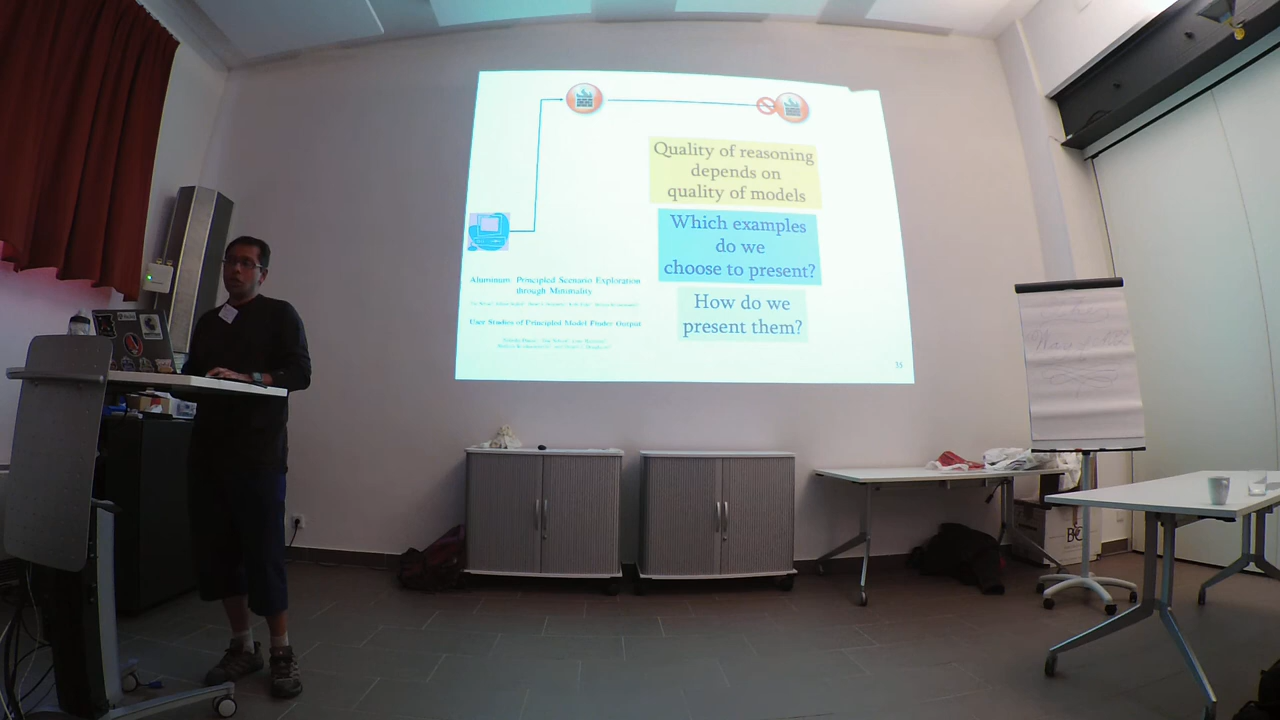 Quality of reasoning
depends on
quality of models
Which examples
do we
choose to present?
How do we
present them?
Aluminum: Principled Scenario Exploration
through Minimality
User Studies of Principled Model Finder Output
35